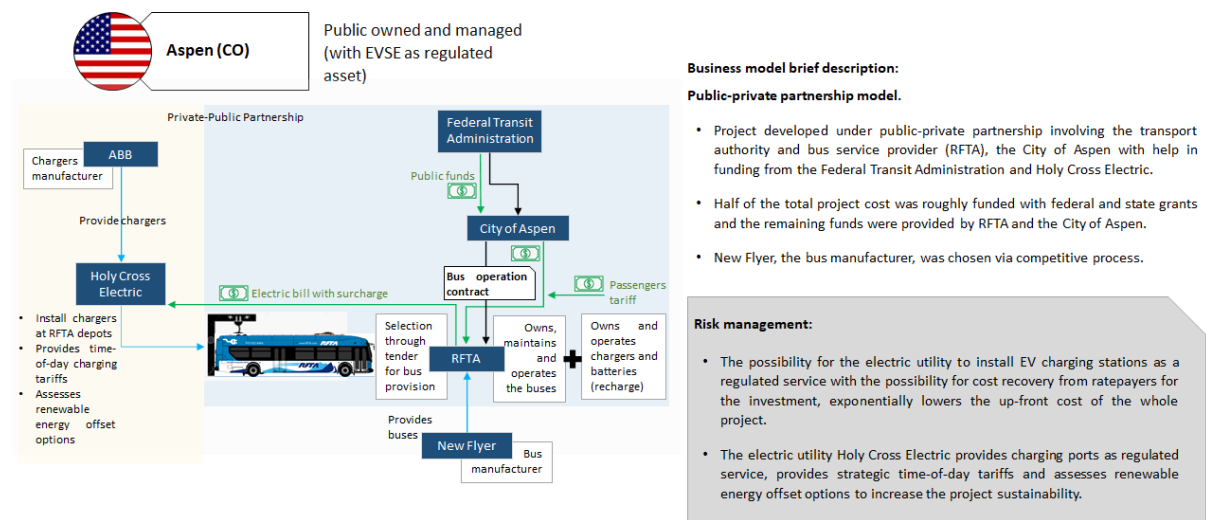 Aspen (CO)
Public owned and managed
(with EVSE as regulated
asset)
Private-Public Partnership
ABB
Chargers
manufacturer
Provide chargers
Holy Cross
Electric
• Install chargers
at RFTA depots
• Provides time-
of-day charging
tariffs
• Assesses
renewable
energy offset
options
Federal Transit
Administration
Public funds
City of Aspen
Bus operation
contract
Passengers
tariff
Electric bill with surcharge
Selection
through
tender
for bus
provision
RFTA
Owns,
maintains
and
operates
the buses
Owns and
operates
chargers and
batteries
(recharge)
RFTA
RFTA
Provides
buses
New Flyer
Bus
manufacturer
Business model brief description:
Public-private partnership model.
• Project developed under public-private partnership involving the transport
authority and bus service provider (RFTA), the City of Aspen with help in
funding from the Federal Transit Administration and Holy Cross Electric.
• Half of the total project cost was roughly funded with federal and state grants
and the remaining funds were provided by RFTA and the City of Aspen.
• New Flyer, the bus manufacturer, was chosen via competitive process.
Risk management:
• The possibility for the electric utility to install EV charging stations as a
regulated service with the possibility for cost recovery from ratepayers for
the investment, exponentially lowers the up-front cost of the whole
project.
• The electric utility Holy Cross Electric provides charging ports as regulated
service, provides strategic time-of-day tariffs and assesses renewable
energy offset options to increase the project sustainability.